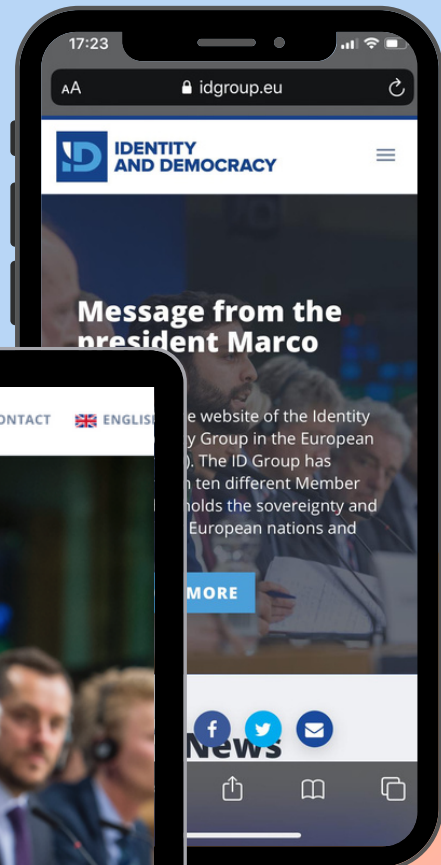 17:23
AA
idgroup.eu
IDENTITY
AND DEMOCRACY
Message from the
president Marco
e website of the Identity
y Group in the European
). The ID Group has
ten different Member
holds the sovereignty and
European nations and
MORE
News
ONTACT
ENGLIS